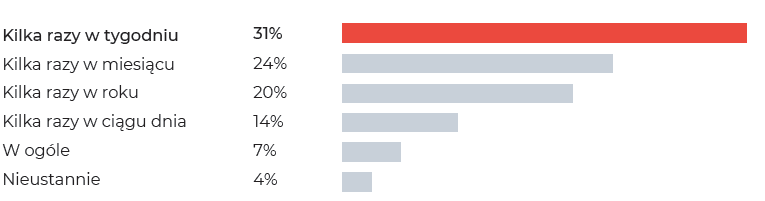 Kilka razy w tygodniu 31%
Kilka razy w miesiącu 24%
Kilka razy w roku 20%
Kilka razy w ciągu dnia 14%
W ogóle 7%
Nieustannie 4%